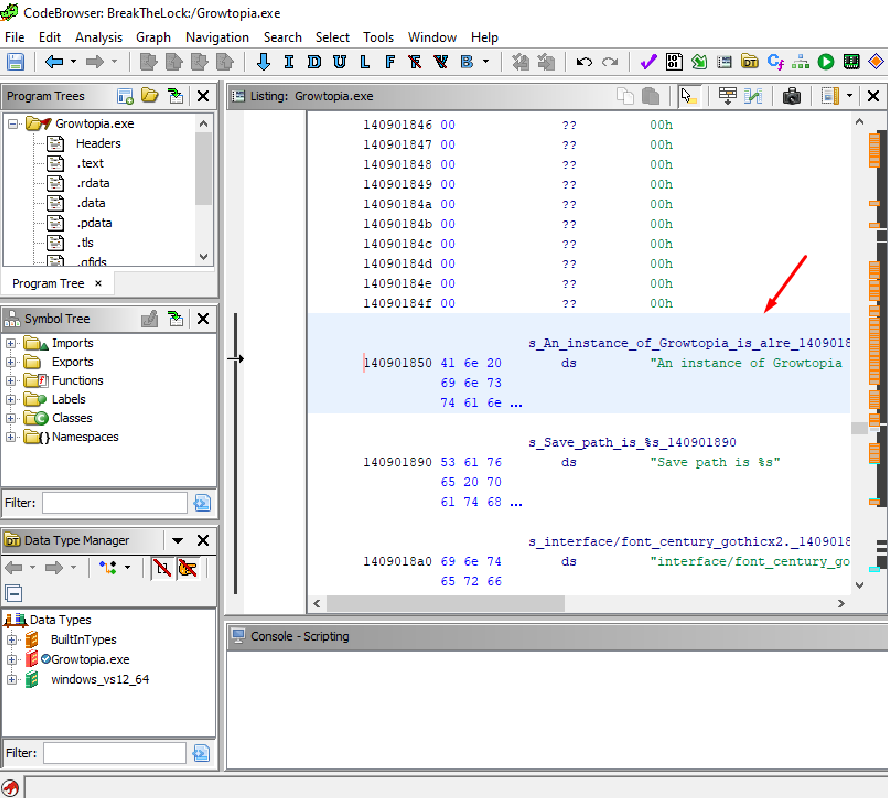 CodeBrowser: BreakTheLock:/Growtopia.exe
File Edit Analysis Graph Navigation Search Select Tools Window Help
I D U L F R V B
Program Trees
Growtopia.exe
Headers
.text
.rdata
.data
.pdata
.tls
.gfids
Program Tree ×
Symbol Tree
Imports
Exports
Functions
Labels
Classes
Namespaces
Filter:
Data Type Manager
Data Types
BuiltInTypes
Growtopia.exe
windows_vs12_64
Filter:
Listing: Growtopia.exe
140901846 00 ?? 00h
140901847 00 ?? 00h
140901848 00 ?? 00h
140901849 00 ?? 00h
14090184a 00 ?? 00h
14090184b 00 ?? 00h
14090184c 00 ?? 00h
14090184d 00 ?? 00h
14090184e 00 ?? 00h
14090184f 00 ?? 00h
s_An_instance_of_Growtopia_is_alre_1409018
140901850 41 6e 20 ds "An instance of Growtopia
69 6e 73
74 61 6e ...
s_Save_path_is_%s_140901890
140901890 53 61 76 ds "Save path is %s"
65 20 70
61 74 68 ...
s_interface/font_century_gothicx2._1409018
1409018a0 69 6e 74 ds "interface/font_century_go
65 72 66
Console - Scripting